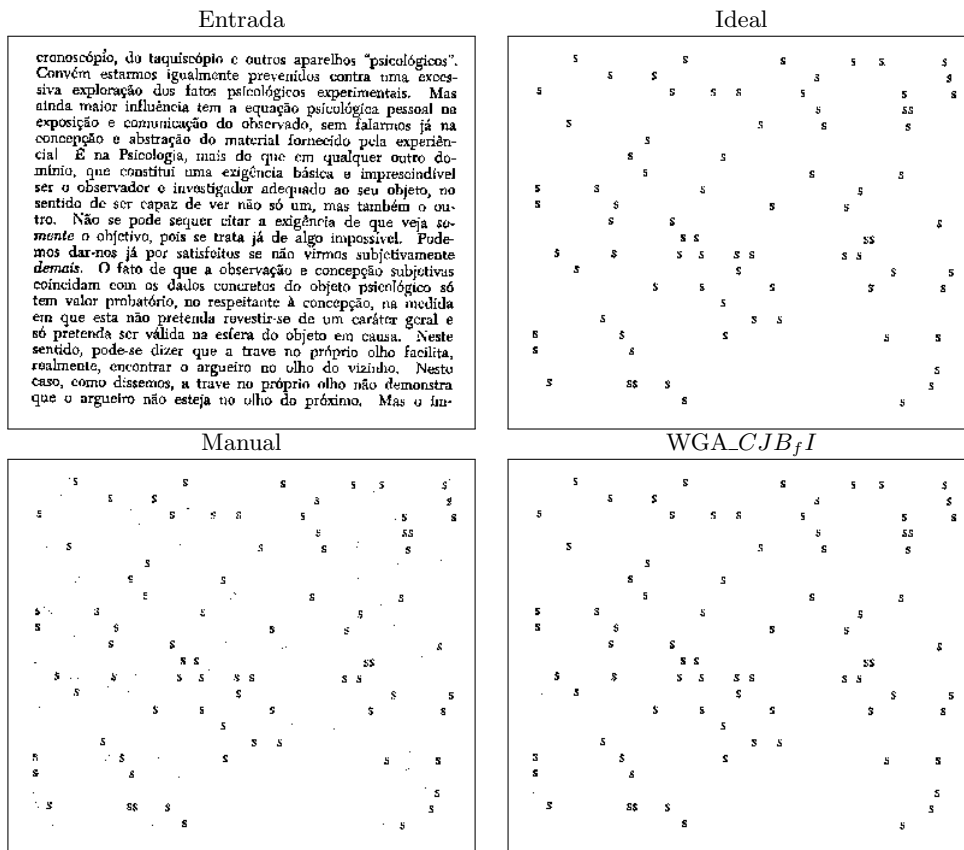 Entrada
Ideal
cronoscópio, do taquiscópio e outros aparelhos "psicológicos".
Convém estarmos igualmente prevenidos contra uma exces-
siva exploração dos fatos psicológicos experimentais. Mas
ainda maior influência tem a equação psicológica pessoal na
exposição e comunicação do observado, sem falarmos já na
concepção e abstração do material fornecido pela experiên-
cial É na Psicologia, mais do que em qualquer outro do-
mínio, que constitui uma exigência básica e imprescindível
ser o observador e investigador adequado ao seu objeto, no
sentido de ser capaz de ver não só um, mas também o ou-
tro. Não se pode sequer citar a exigência de que veja so-
mente o objetivo, pois se trata já de algo impossível. Pode-
mos dar-nos já por satisfeitos se não virmos subjetivamente
demais. O fato de que a observação e concepção subjetivas
coincidam com os dados concretos do objeto psicológico só
tem valor probatório, no respeitante à concepção, na medida
em que esta não pretenda revestir-se de um caráter geral e
só pretenda ser válida na esfera do objeto em causa. Neste
sentido, pode-se dizer que a trave no próprio olho facilita,
realmente, encontrar o argueiro no olho do vizinho. Neste
caso, como dissemos, a trave no próprio olho não demonstra
que o argueiro não esteja no olho do próximo. Mas o im-
Manual
WGA_CJB_fI